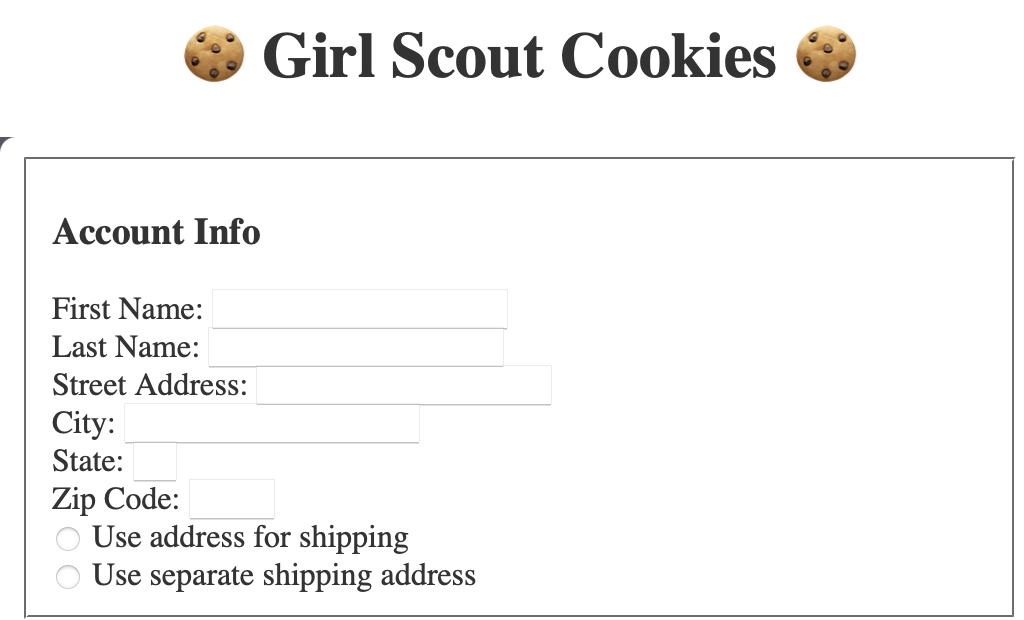 🍪 Girl Scout Cookies 🍪
Account Info
First Name:
Last Name:
Street Address:
City:
State:
Zip Code:
Use address for shipping
Use separate shipping address